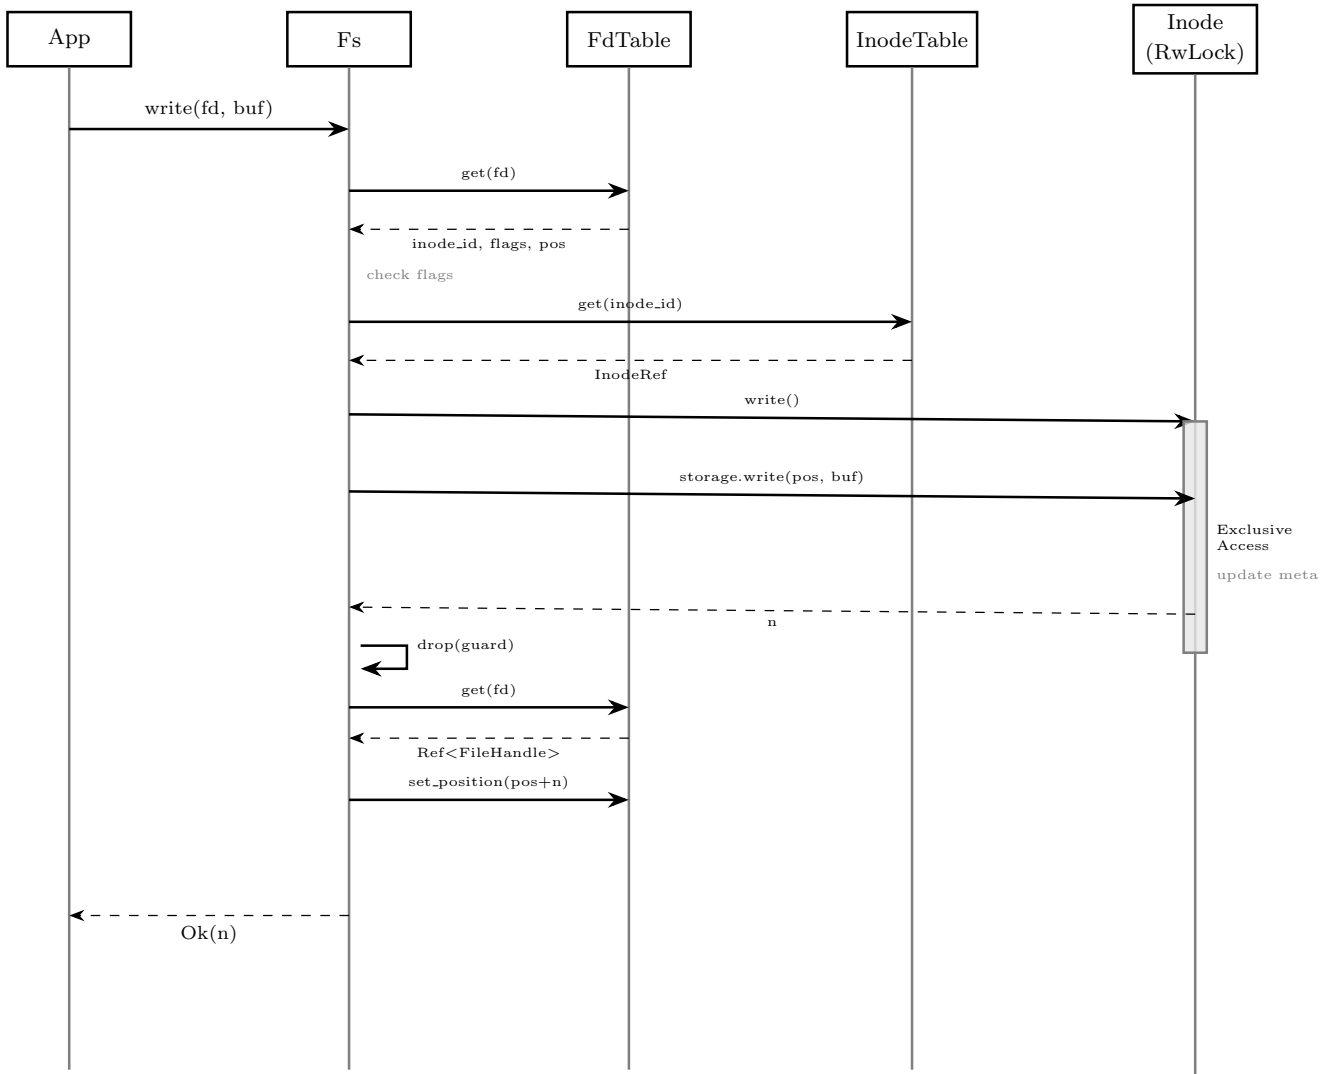 App
Fs
FdTable
InodeTable
Inode
(RwLock)
write(fd, buf)
get(fd)
inode_id, flags, pos
check flags
get(inode_id)
InodeRef
write()
storage.write(pos, buf)
Exclusive
Access
update meta
n
drop(guard)
get(fd)
Ref<FileHandle>
set_position(pos+n)
Ok(n)